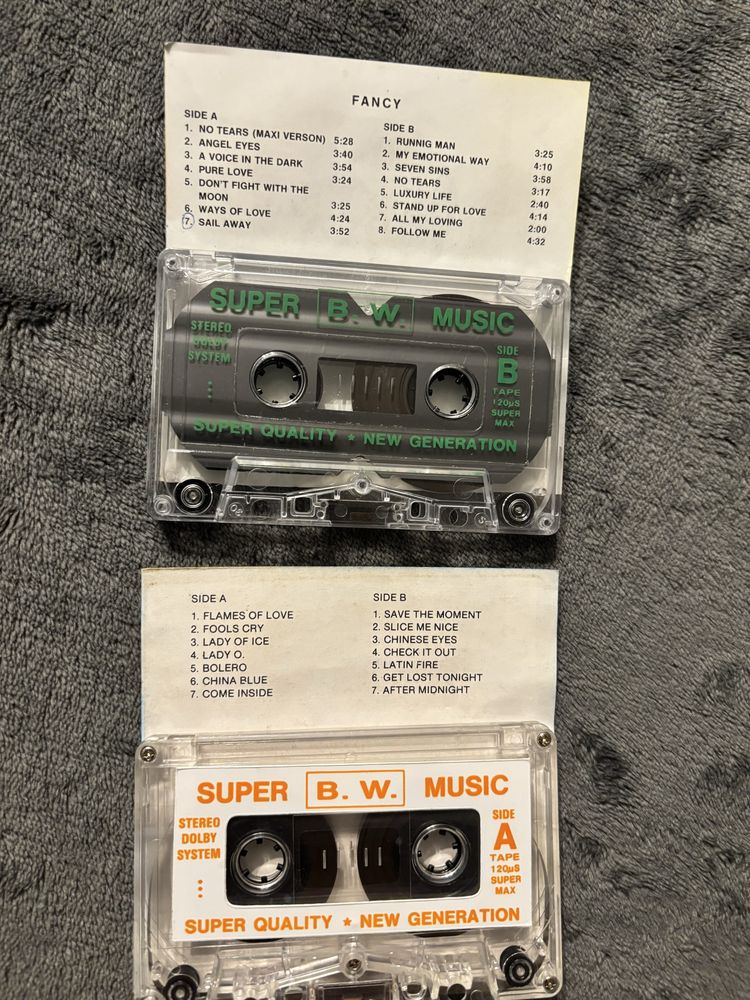 FANCY
SIDE A
1. NO TEARS (MAXI VERSON) 5:28
2. ANGEL EYES 3:40
3. A VOICE IN THE DARK 3:54
4. PURE LOVE 3:24
5. DON'T FIGHT WITH THE
MOON 3:25
6. WAYS OF LOVE 4:24
7. SAIL AWAY 3:52
SIDE B
1. RUNNIG MAN 3:25
2. MY EMOTIONAL WAY 4:10
3. SEVEN SINS 3:58
4. NO TEARS 3:17
5. LUXURY LIFE 2:40
6. STAND UP FOR LOVE 4:14
7. ALL MY LOVING 2:00
8. FOLLOW ME 4:32
SUPER B. W. MUSIC
STEREO
DOLBY
SYSTEM
SIDE
B
TAPE
120µS
SUPER
MAX
SUPER QUALITY ★ NEW GENERATION
SIDE A
1. FLAMES OF LOVE
2. FOOLS CRY
3. LADY OF ICE
4. LADY O.
5. BOLERO
6. CHINA BLUE
7. COME INSIDE
SIDE B
1. SAVE THE MOMENT
2. SLICE ME NICE
3. CHINESE EYES
4. CHECK IT OUT
5. LATIN FIRE
6. GET LOST TONIGHT
7. AFTER MIDNIGHT
SUPER B. W. MUSIC
STEREO
DOLBY
SYSTEM
SIDE
A
TAPE
120µS
SUPER
MAX
SUPER QUALITY ★ NEW GENERATION